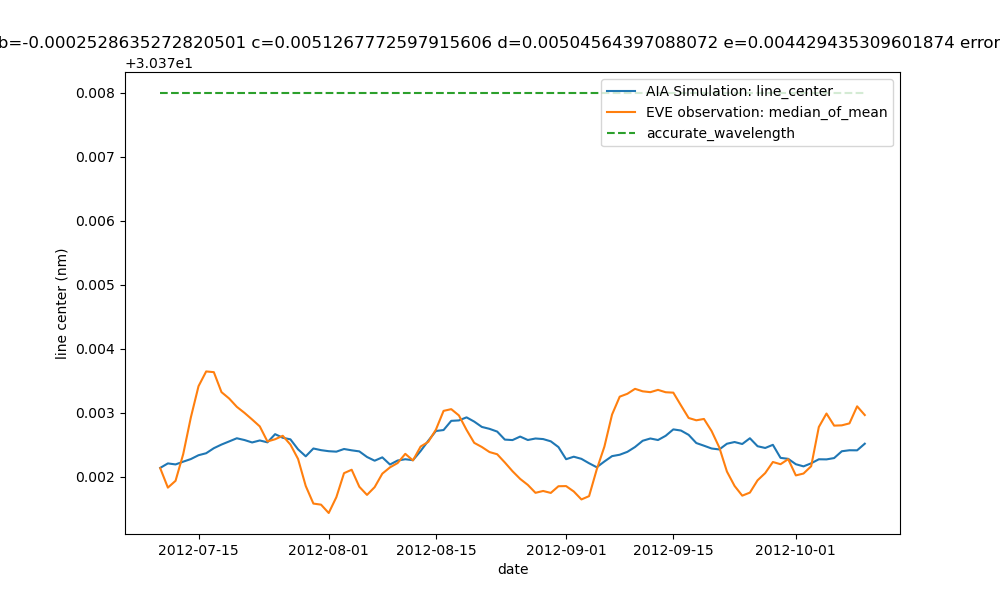 b=-0.0002528635272820501 c=0.0051267772597915606 d=0.00504564397088072 e=0.004429435309601874 error
+3.037e1
0.008
0.007
0.006
0.005
0.004
0.003
0.002
line center (nm)
AIA Simulation: line_center
EVE observation: median_of_mean
accurate_wavelength
2012-07-15
2012-08-01
2012-08-15
2012-09-01
2012-09-15
2012-10-01
date